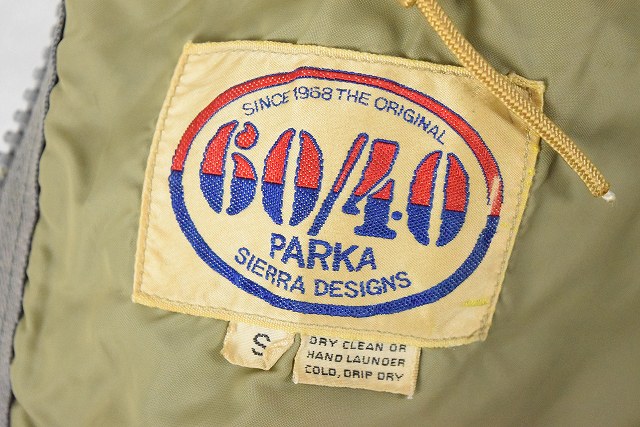 SINCE 1968 THE ORIGINAL
60/40
PARKA
SIERRA DESIGNS
S
DRY CLEAN OR
HAND LAUNDER
COLD, DRIP DRY